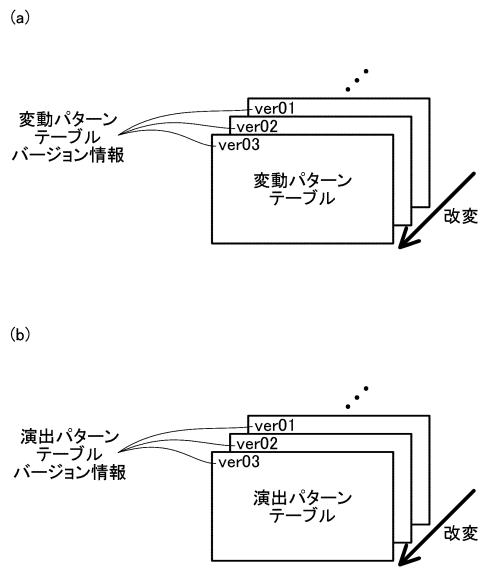 (a)
ver01
変動パターン
テーブル
バージョン情報
ver02
ver03
変動パターン
テーブル
改変
(b)
ver01
演出パターン
テーブル
バージョン情報
ver02
ver03
演出パターン
テーブル
改変